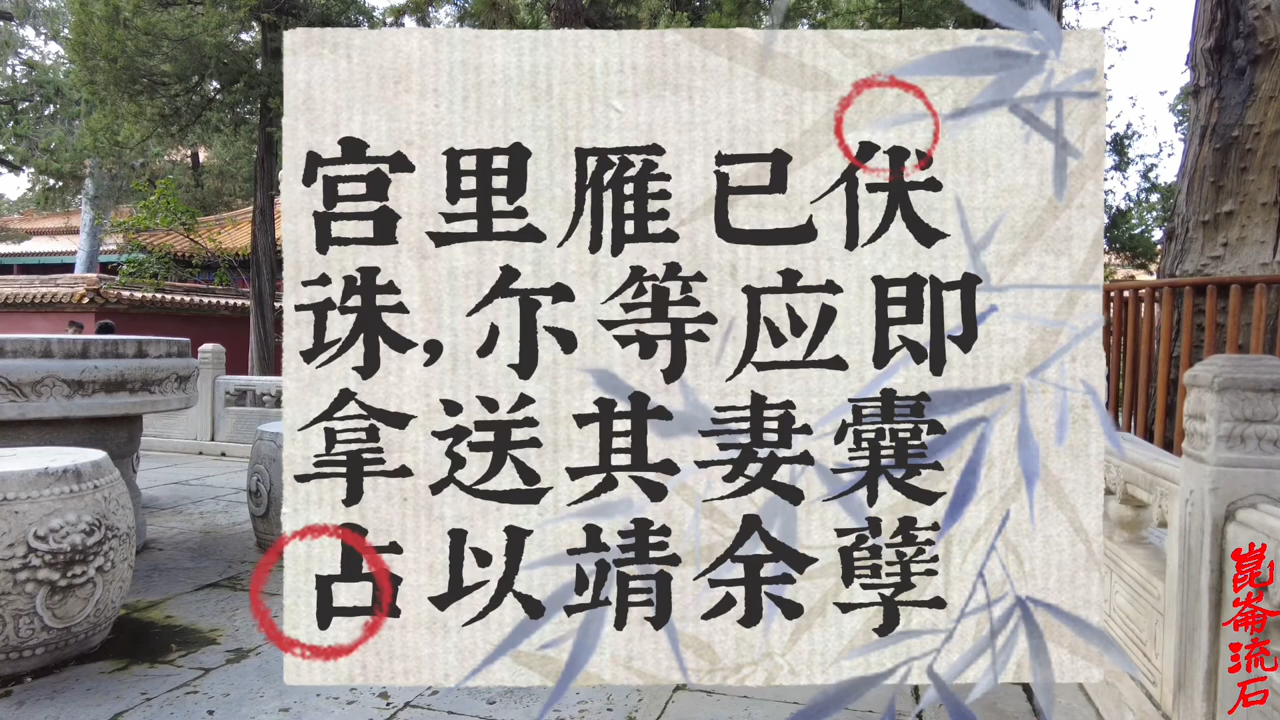 宫里雁已伏
诛,尔等应即
拿送其妻囊
占以靖余孽
崑崙流石